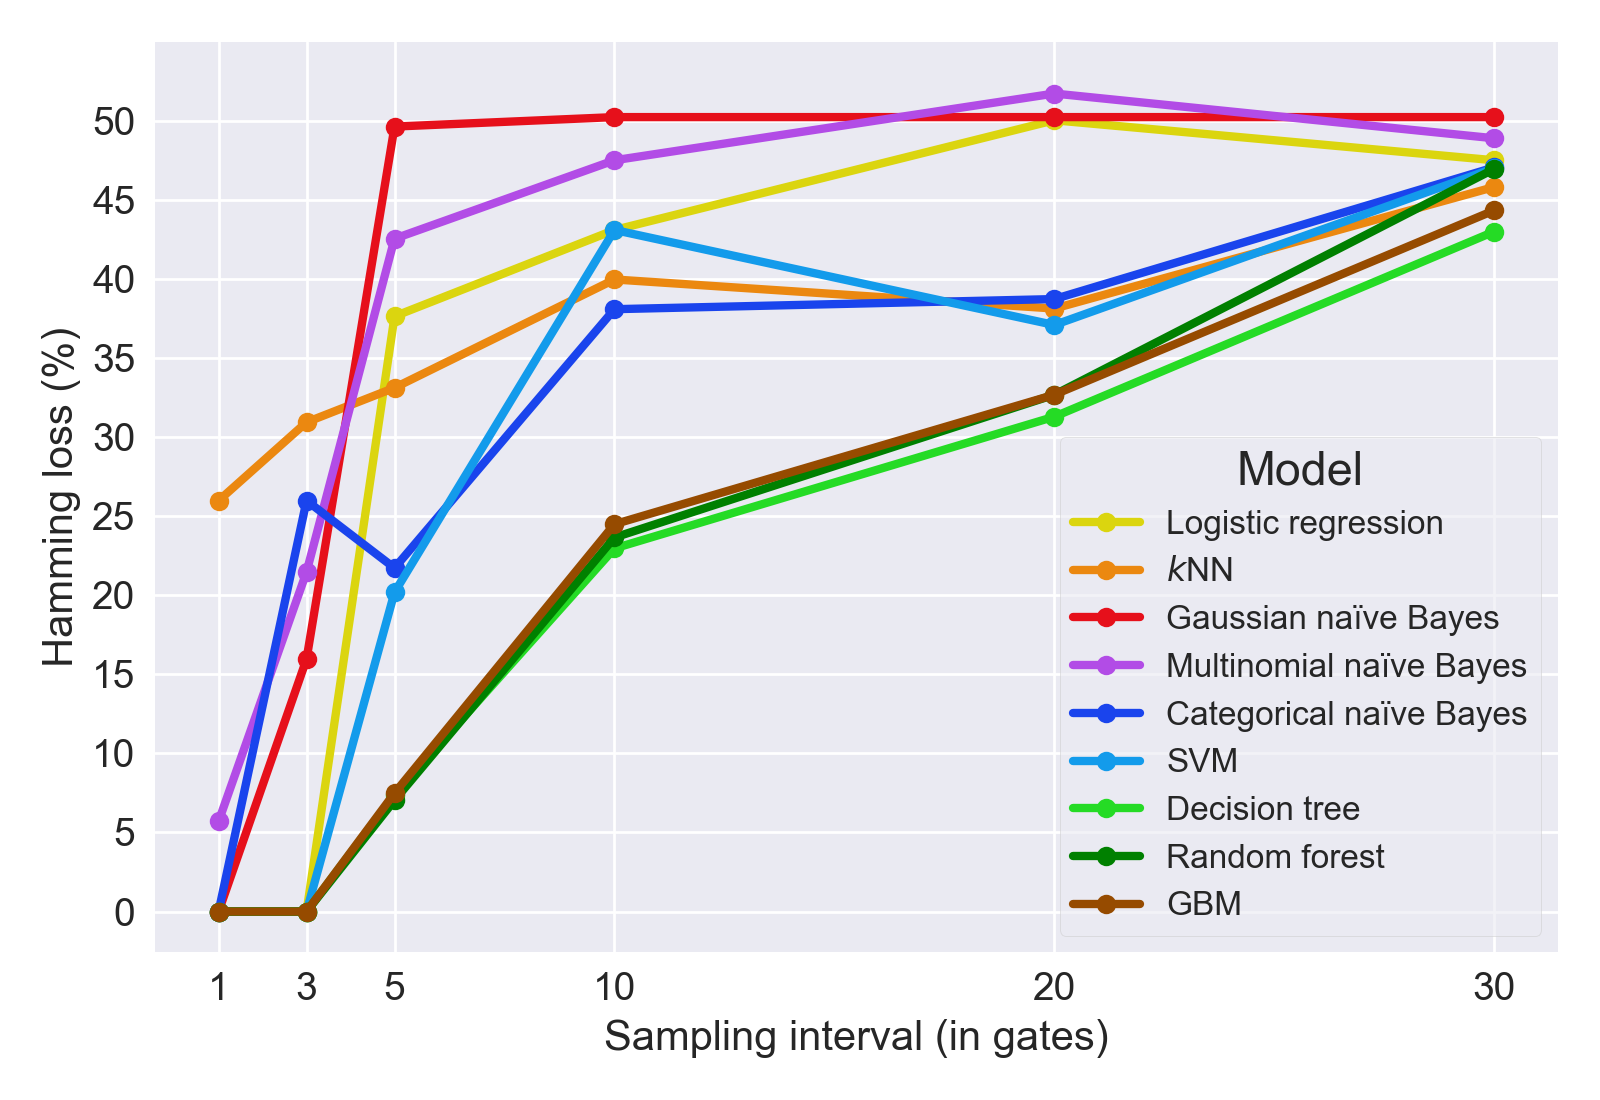 50
45
40
35
30
25
20
15
10
5
0
Hamming loss (%)
Model
Logistic regression
kNN
Gaussian naïve Bayes
Multinomial naïve Bayes
Categorical naïve Bayes
SVM
Decision tree
Random forest
GBM
1 3 5 10 20 30
Sampling interval (in gates)